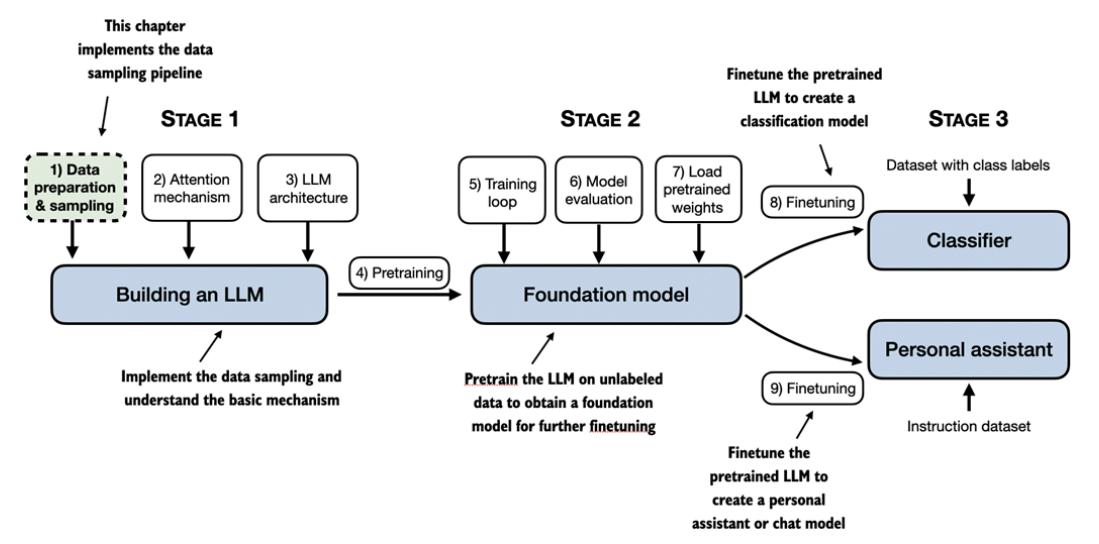 This chapter
implements the data
sampling pipeline
STAGE 1
1) Data
preparation
& sampling
2) Attention
mechanism
3) LLM
architecture
Building an LLM
Implement the data sampling and
understand the basic mechanism
4) Pretraining
STAGE 2
5) Training
loop
6) Model
evaluation
7) Load
pretrained
weights
Foundation model
Pretrain the LLM on unlabeled
data to obtain a foundation
model for further finetuning
Finetune the pretrained
LLM to create a
classification model
STAGE 3
Dataset with class labels
8) Finetuning
Classifier
Personal assistant
9) Finetuning
Instruction dataset
Finetune the
pretrained LLM to
create a personal
assistant or chat model